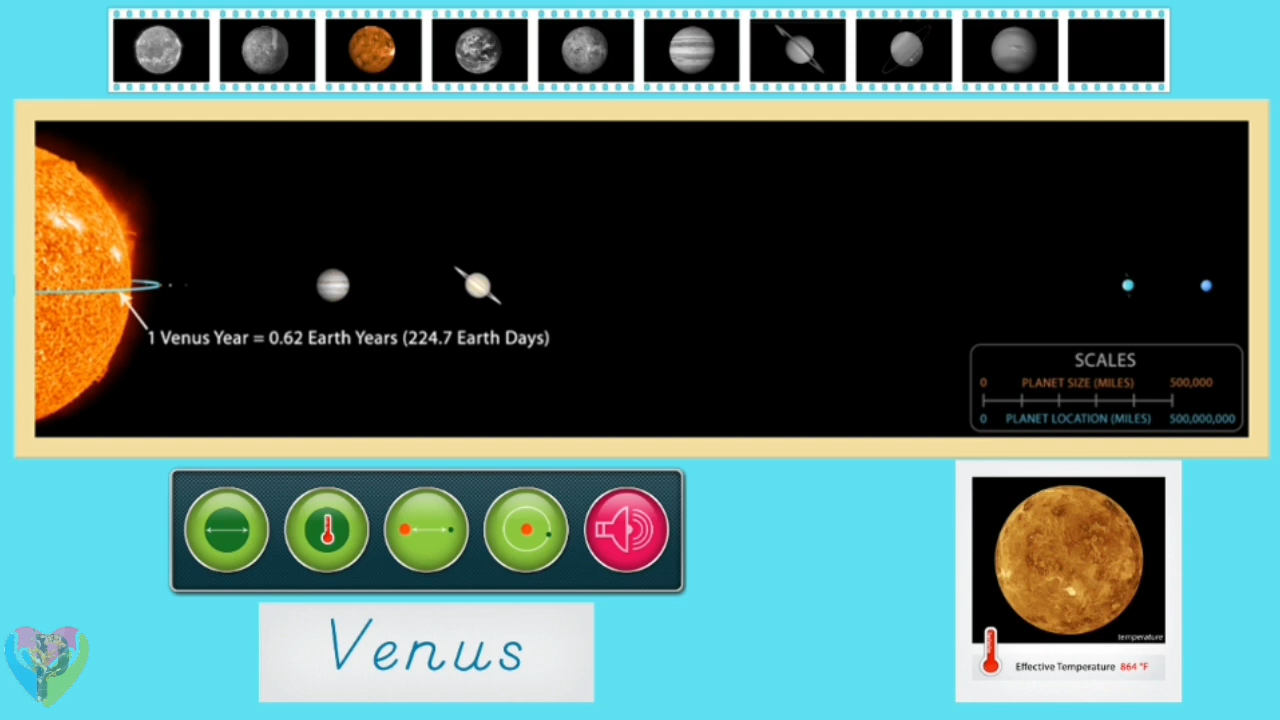 1 Venus Year = 0.62 Earth Years (224.7 Earth Days)
SCALES
0 PLANET SIZE (MILES) 500,000
0 PLANET LOCATION (MILES) 500,000,000
Venus
temperature
Effective Temperature 864 °F